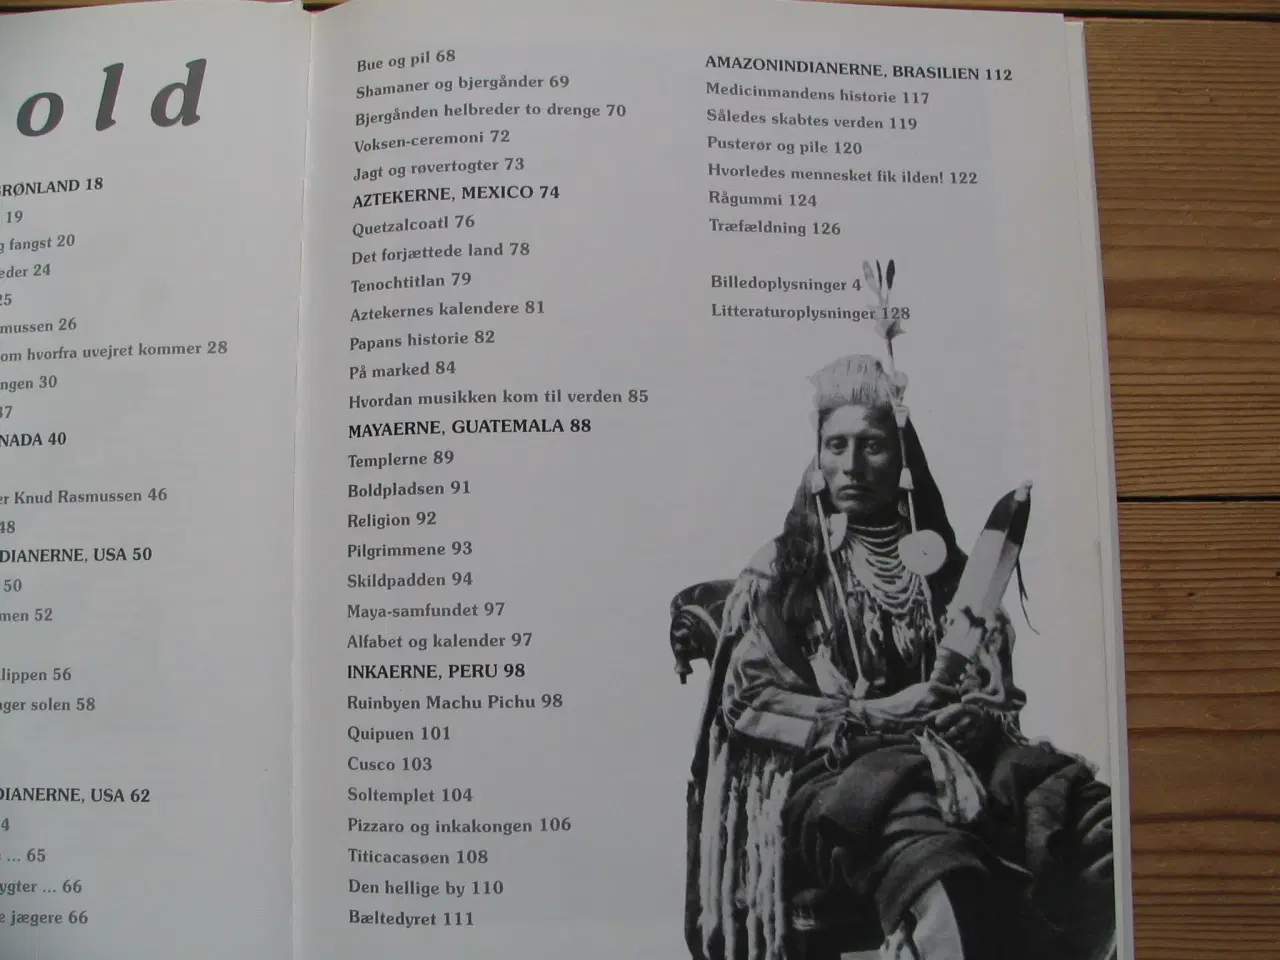 old
RØNLAND 18
19
g fangst 20
eder 24
25
mussen 26
om hvorfra uvejret kommer 28
ngen 30
37
NADA 40
er Knud Rasmussen 46
48
DIANERNE, USA 50
50
men 52
lippen 56
ger solen 58
DIANERNE, USA 62
4
... 65
ygter ... 66
e jægere 66
Bue og pil 68
Shamaner og bjergånder 69
Bjergånden helbreder to drenge 70
Voksen-ceremoni 72
Jagt og røvertogter 73
AZTEKERNE, MEXICO 74
Quetzalcoatl 76
Det forjættede land 78
Tenochtitlan 79
Aztekernes kalendere 81
Papans historie 82
På marked 84
Hvordan musikken kom til verden 85
MAYAERNE, GUATEMALA 88
Templerne 89
Boldpladsen 91
Religion 92
Pilgrimmene 93
Skildpadden 94
Maya-samfundet 97
Alfabet og kalender 97
INKAERNE, PERU 98
Ruinbyen Machu Pichu 98
Quipuen 101
Cusco 103
Soltemplet 104
Pizzaro og inkakongen 106
Titicacasøen 108
Den hellige by 110
Bæltedyret 111
AMAZONINDIANERNE, BRASILIEN 112
Medicinmandens historie 117
Således skabtes verden 119
Pusterør og pile 120
Hvorledes mennesket fik ilden! 122
Rågummi 124
Træfældning 126
Billedoplysninger 4
Litteraturoplysninger 128